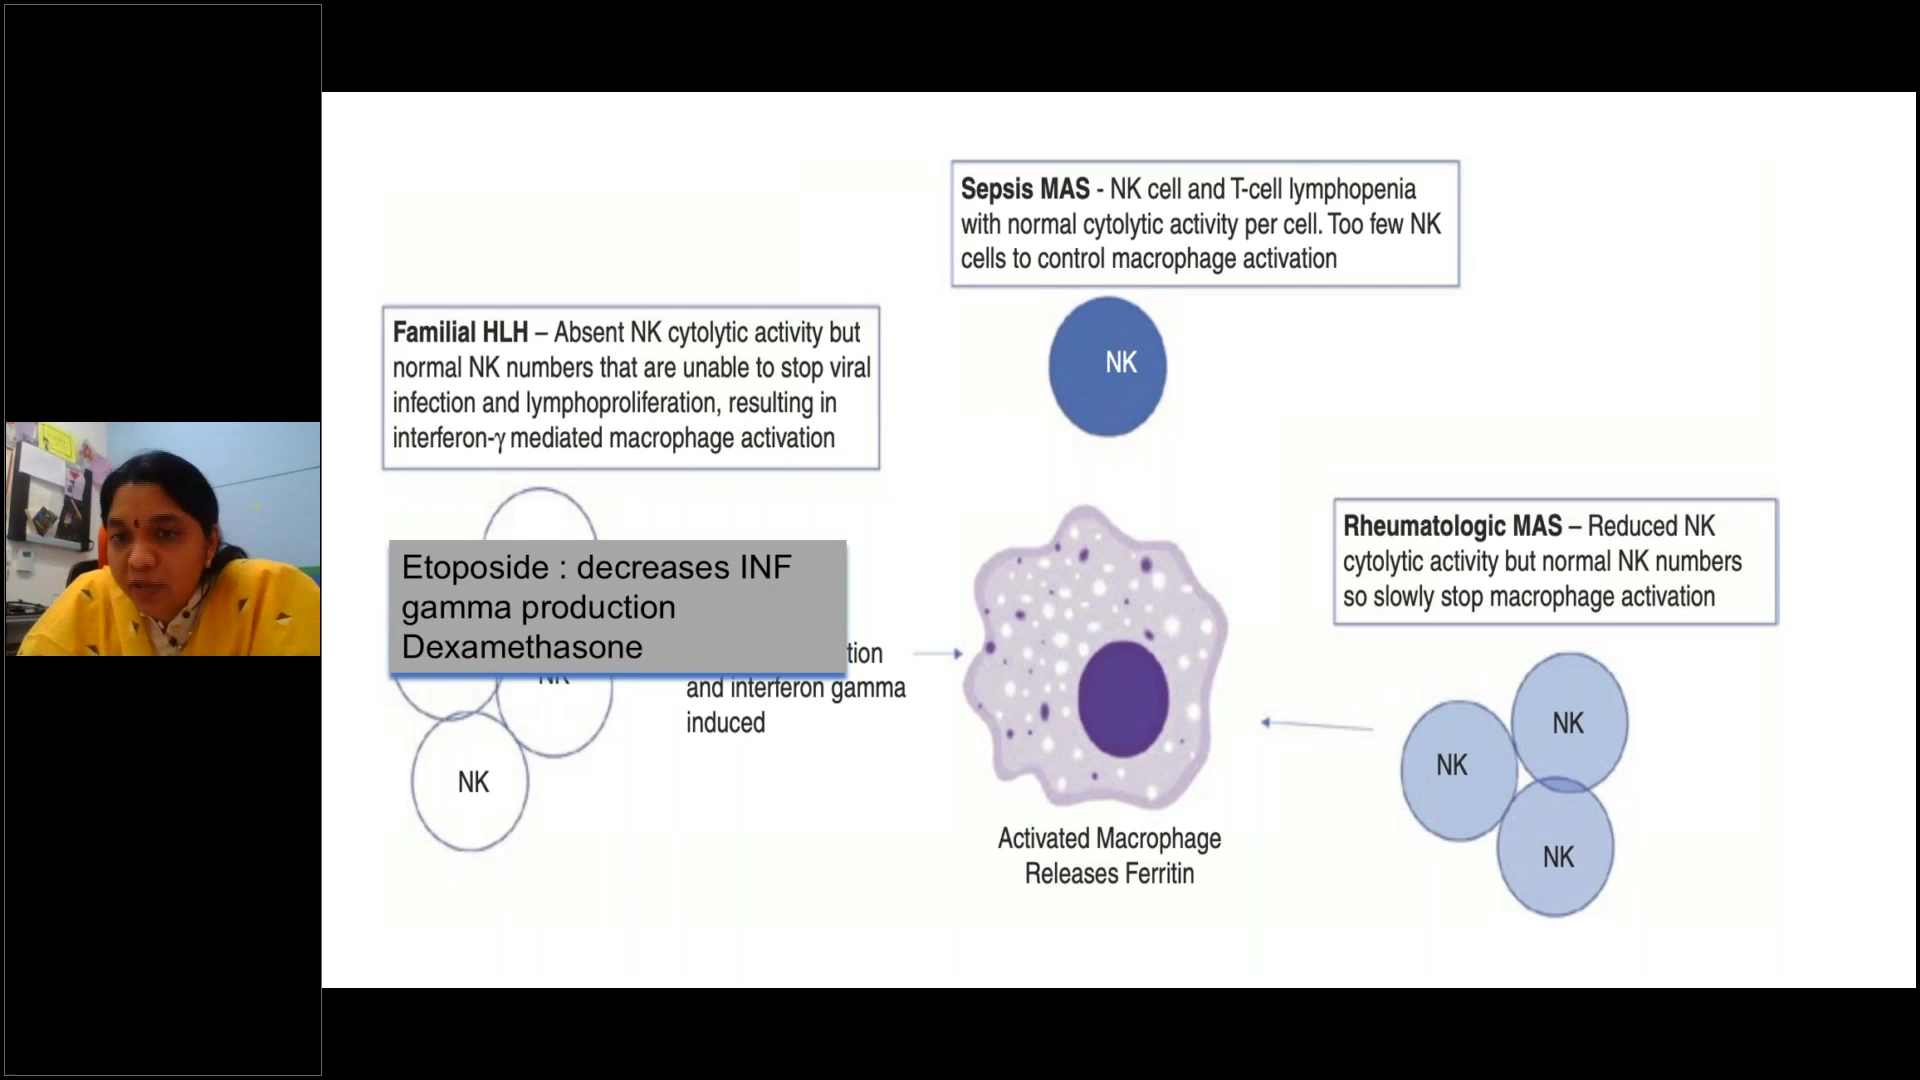 Sepsis MAS - NK cell and T-cell lymphopenia
with normal cytolytic activity per cell. Too few NK
cells to control macrophage activation
NK
Familial HLH – Absent NK cytolytic activity but
normal NK numbers that are unable to stop viral
infection and lymphoproliferation, resulting in
interferon-γ mediated macrophage activation
Etoposide : decreases INF
gamma production
Dexamethasone
and interferon gamma
induced
NK
NK
Rheumatologic MAS – Reduced NK
cytolytic activity but normal NK numbers
so slowly stop macrophage activation
NK
NK
NK
Activated Macrophage
Releases Ferritin